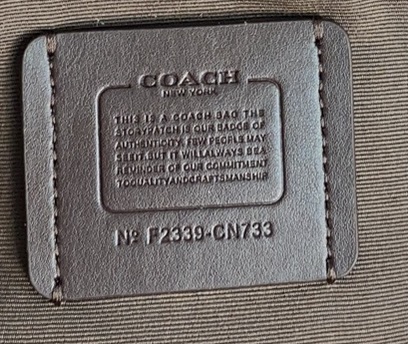 COACH
NEW YORK
THIS IS A COACH BAG THE
STORYPATCH IS OUR BADGE OF
AUTHENTICITY. FEW PEOPLE MAY
SEE IT. BUT IT WILL ALWAYS BE A
REMINDER OF OUR COMMITMENT
TO QUALITY AND CRAFTSMANSHIP
Nº F2339-CN733